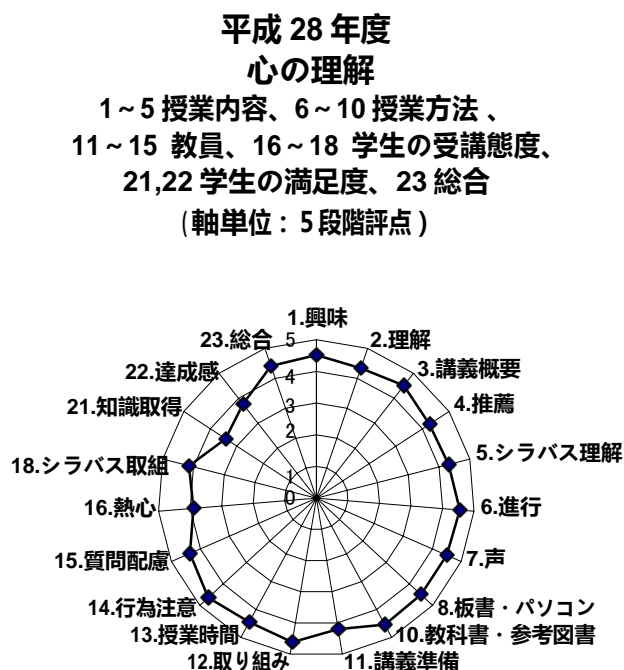 平成 28 年度
心の理解
1～5 授業内容、6～10 授業方法 、
11～15 教員、16～18 学生の受講態度、
21,22 学生の満足度、23 総合
(軸単位：5段階評点)
1.興味
23.総合
5
2.理解
22.達成感
4
3.講義概要
21.知識取得
3
4.推薦
2
18.シラバス取組
5.シラバス理解
1
0
16.熱心
6.進行
15.質問配慮
7.声
14.行為注意
8.板書・パソコン
13.授業時間
10.教科書・参考図書
12.取り組み
11.講義準備